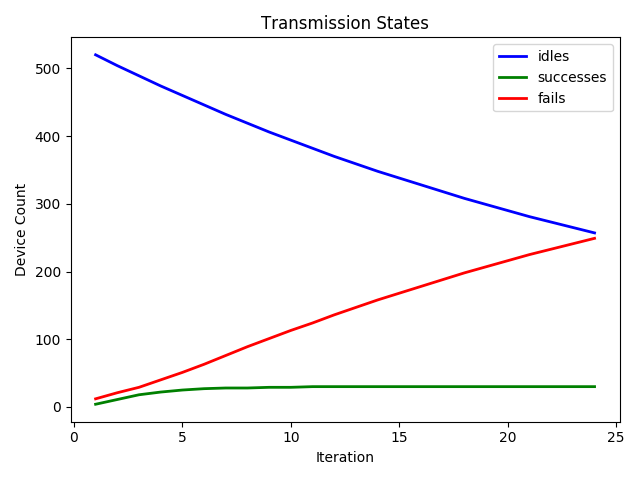 Transmission States
idles
successes
fails
500
400
300
200
100
0
Device Count
0 5 10 15 20 25
Iteration